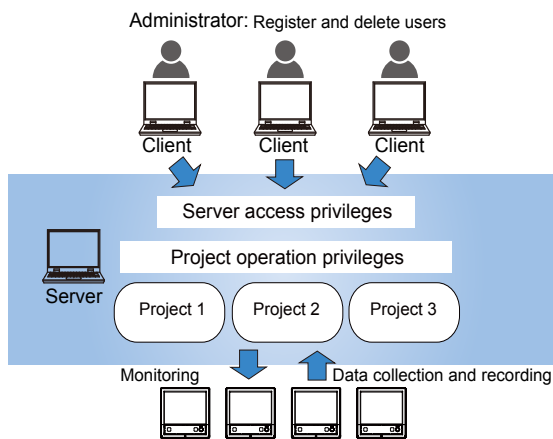 Administrator: Register and delete users
Client
Client
Client
Server access privileges
Project operation privileges
Server
Project 1
Project 2
Project 3
Monitoring
Data collection and recording